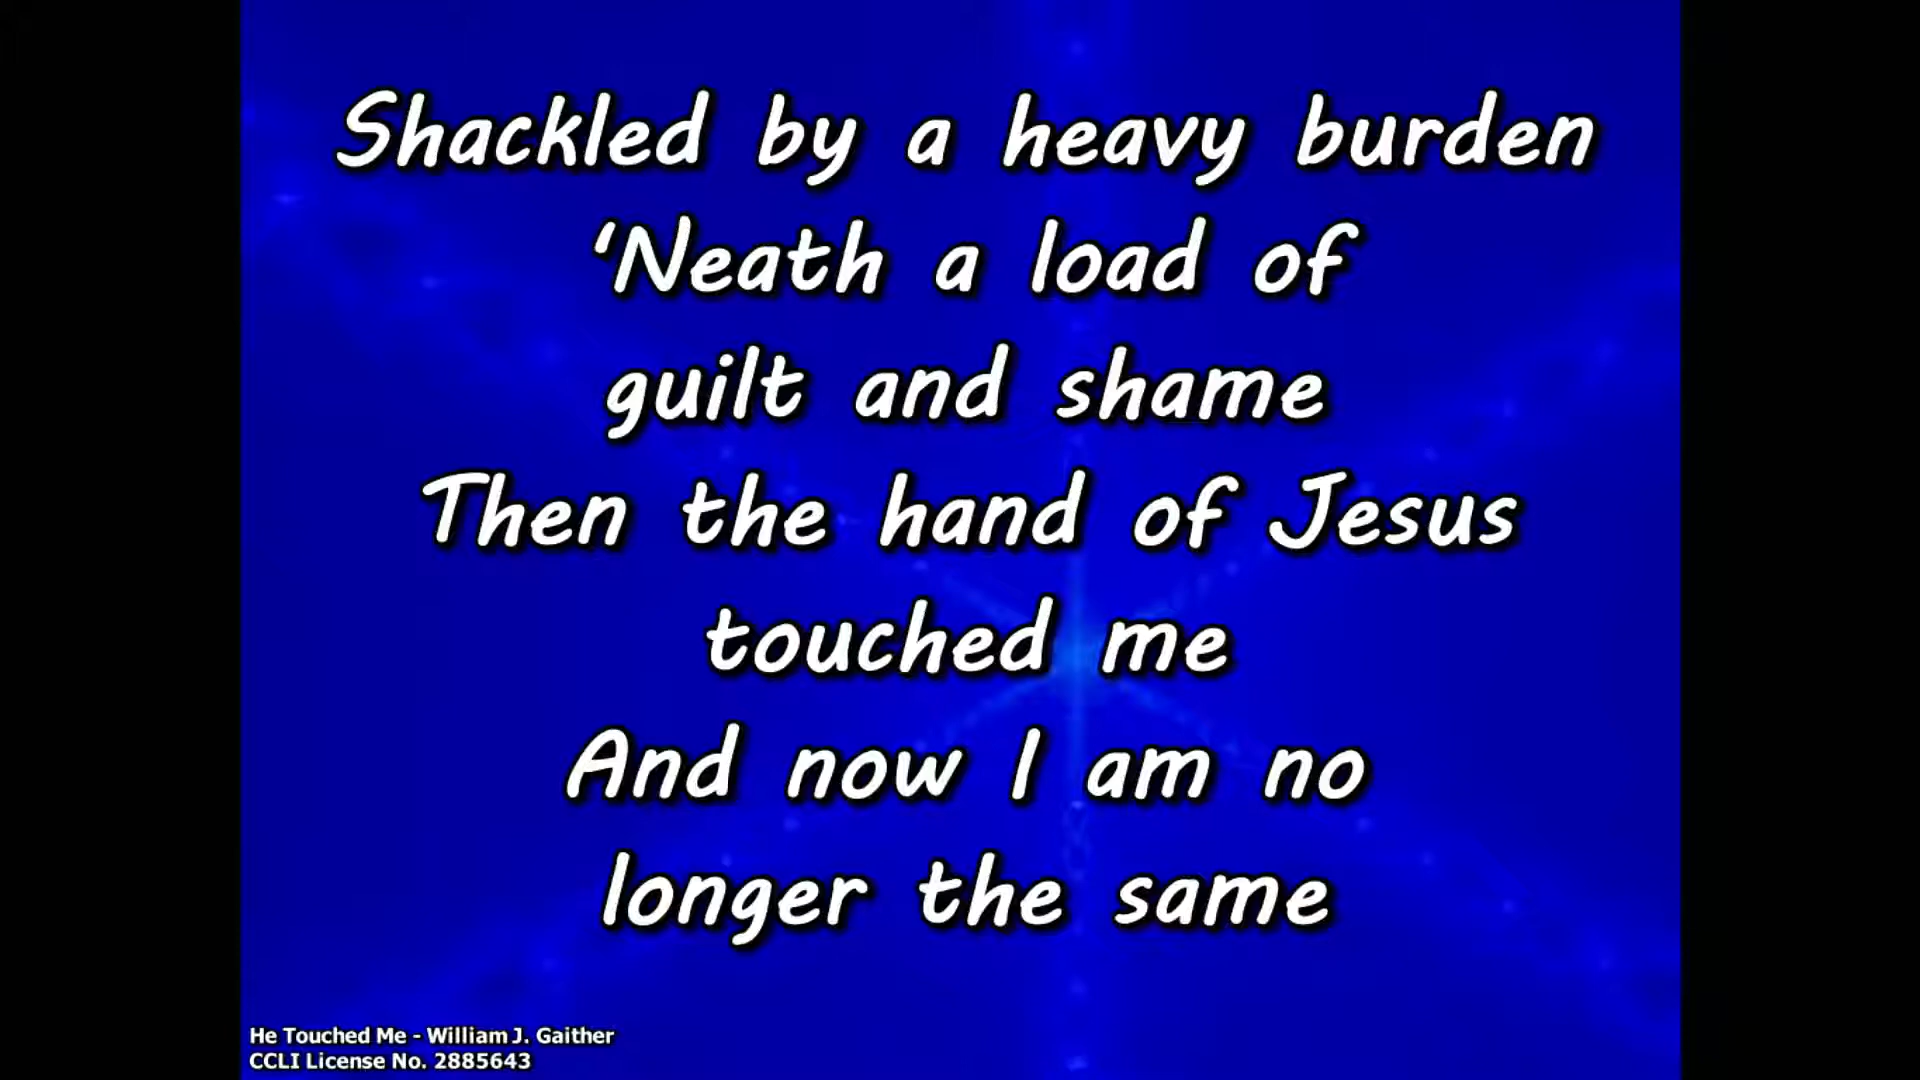 Shackled by a heavy burden
‘Neath a load of
guilt and shame
Then the hand of Jesus
touched me
And now I am no
longer the same
He Touched Me - William J. Gaither
CCLI License No. 2885643